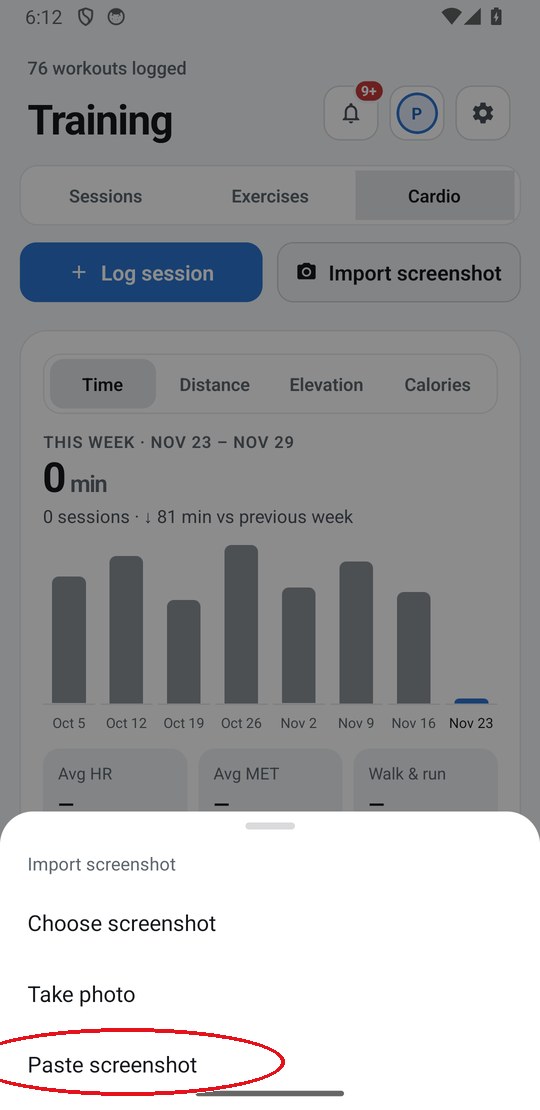 6:12
76 workouts logged
Training
9+
P
Sessions Exercises Cardio
+ Log session Import screenshot
Time Distance Elevation Calories
THIS WEEK · NOV 23 – NOV 29
0 min
0 sessions · ↓ 81 min vs previous week
Oct 5 Oct 12 Oct 19 Oct 26 Nov 2 Nov 9 Nov 16 Nov 23
Avg HR Avg MET Walk & run
– – –
Import screenshot
Choose screenshot
Take photo
Paste screenshot